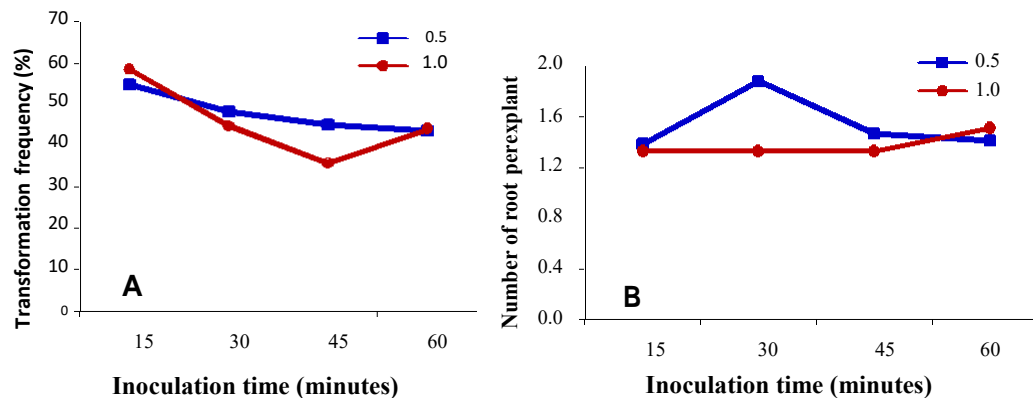 Transformation frequency (%)
70
60
50
40
30
20
10
0
0.5
1.0
A
15 30 45 60
Inoculation time (minutes)
Number of root perexplant
2.0
1.6
1.2
0.8
0.4
0.0
0.5
1.0
B
15 30 45 60
Inoculation time (minutes)